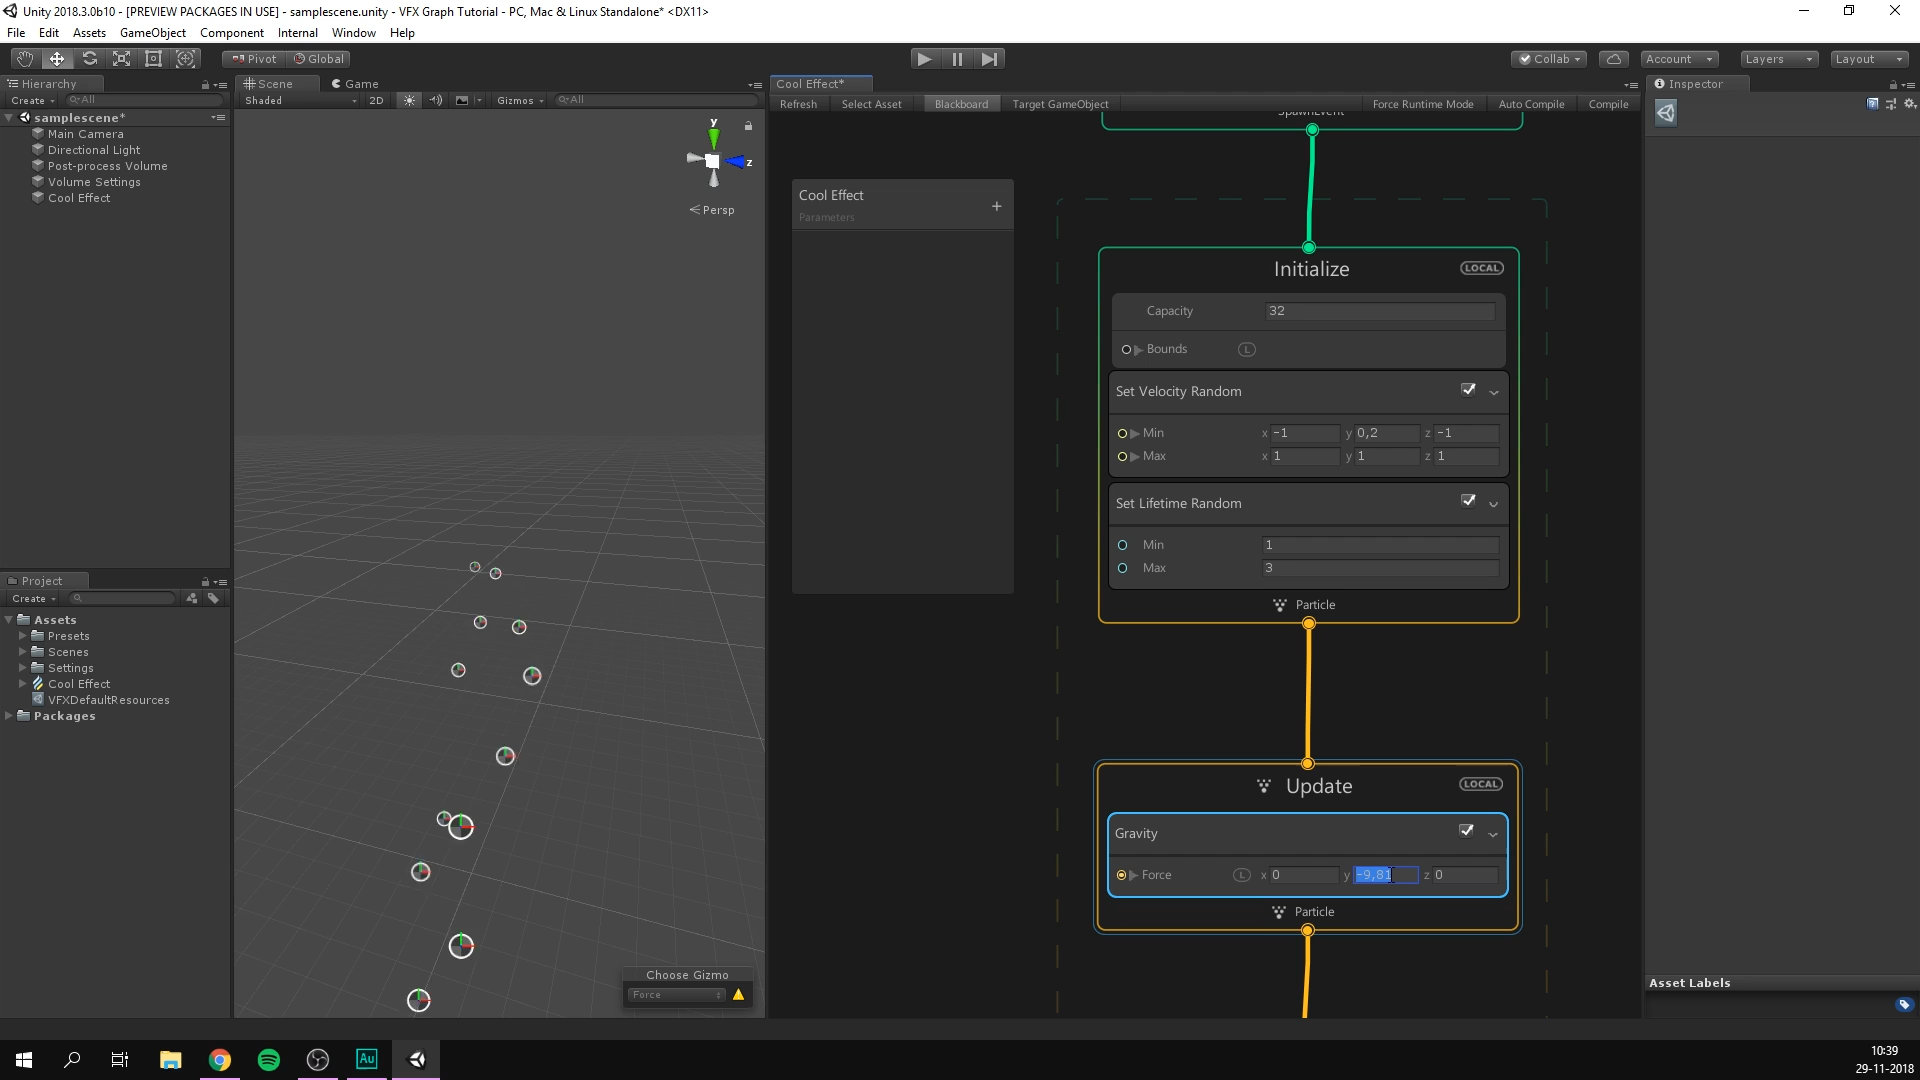 Unity 2018.3.0b10 - [PREVIEW PACKAGES IN USE] - samplescene.unity - VFX Graph Tutorial - PC, Mac & Linux Standalone* <DX11>
File Edit Assets GameObject Component Internal Window Help
Pivot Global Collab Account Layers Layout
Hierarchy Scene Game Cool Effect* Inspector
Create All Shaded 2D Gizmos All Refresh Select Asset Blackboard Target GameObject Force Runtime Mode Auto Compile Compile
samplescene*
Main Camera
Directional Light
Post-process Volume
Volume Settings
Cool Effect
y
z
Persp
Cool Effect
Parameters
+
SpawnEvent
Initialize LOCAL
Capacity 32
Bounds L
Set Velocity Random
Min x -1 y 0,2 z -1
Max x 1 y 1 z 1
Set Lifetime Random
Min 1
Max 3
Particle
Update LOCAL
Gravity
Force L x 0 y -9,81 z 0
Particle
Project
Create
Assets
Presets
Scenes
Settings
Cool Effect
VFXDefaultResources
Packages
Choose Gizmo
Force
Asset Labels
Au
10:39
29-11-2018